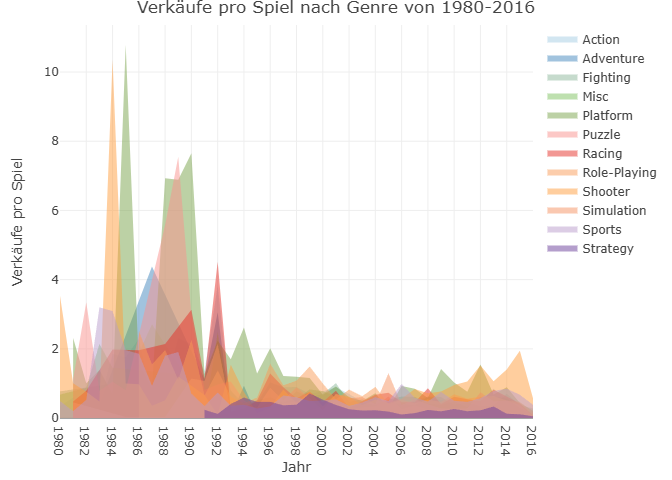 Verkäufe pro Spiel nach Genre von 1980-2016
Action
Adventure
Fighting
Misc
Platform
Puzzle
Racing
Role-Playing
Shooter
Simulation
Sports
Strategy
Verkäufe pro Spiel
10
8
6
4
2
0
1980
1982
1984
1986
1988
1990
1992
1994
1996
1998
2000
2002
2004
2006
2008
2010
2012
2014
2016
Jahr